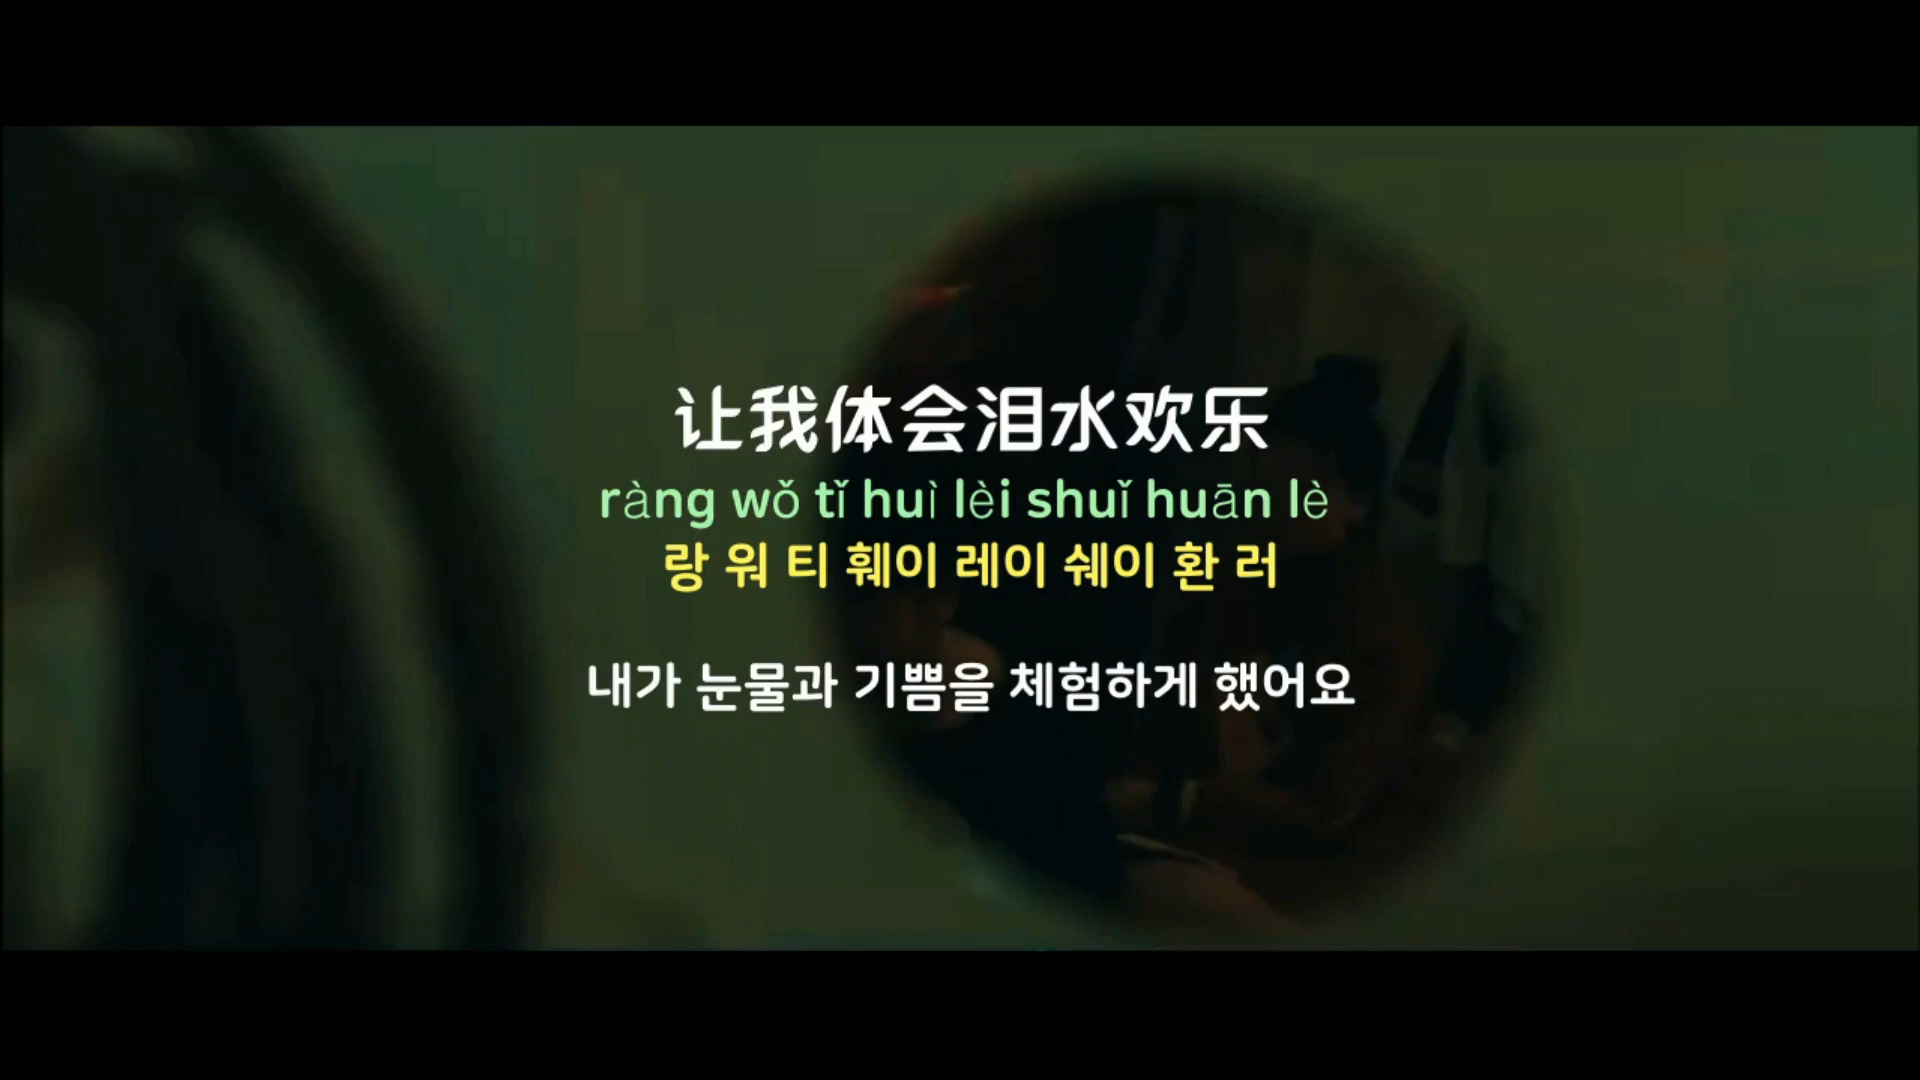 让我体会泪水欢乐
ràng wǒ tǐ huì lèi shuǐ huān lè
랑 워 티 훼이 레이 쉐이 환 러
내가 눈물과 기쁨을 체험하게 했어요